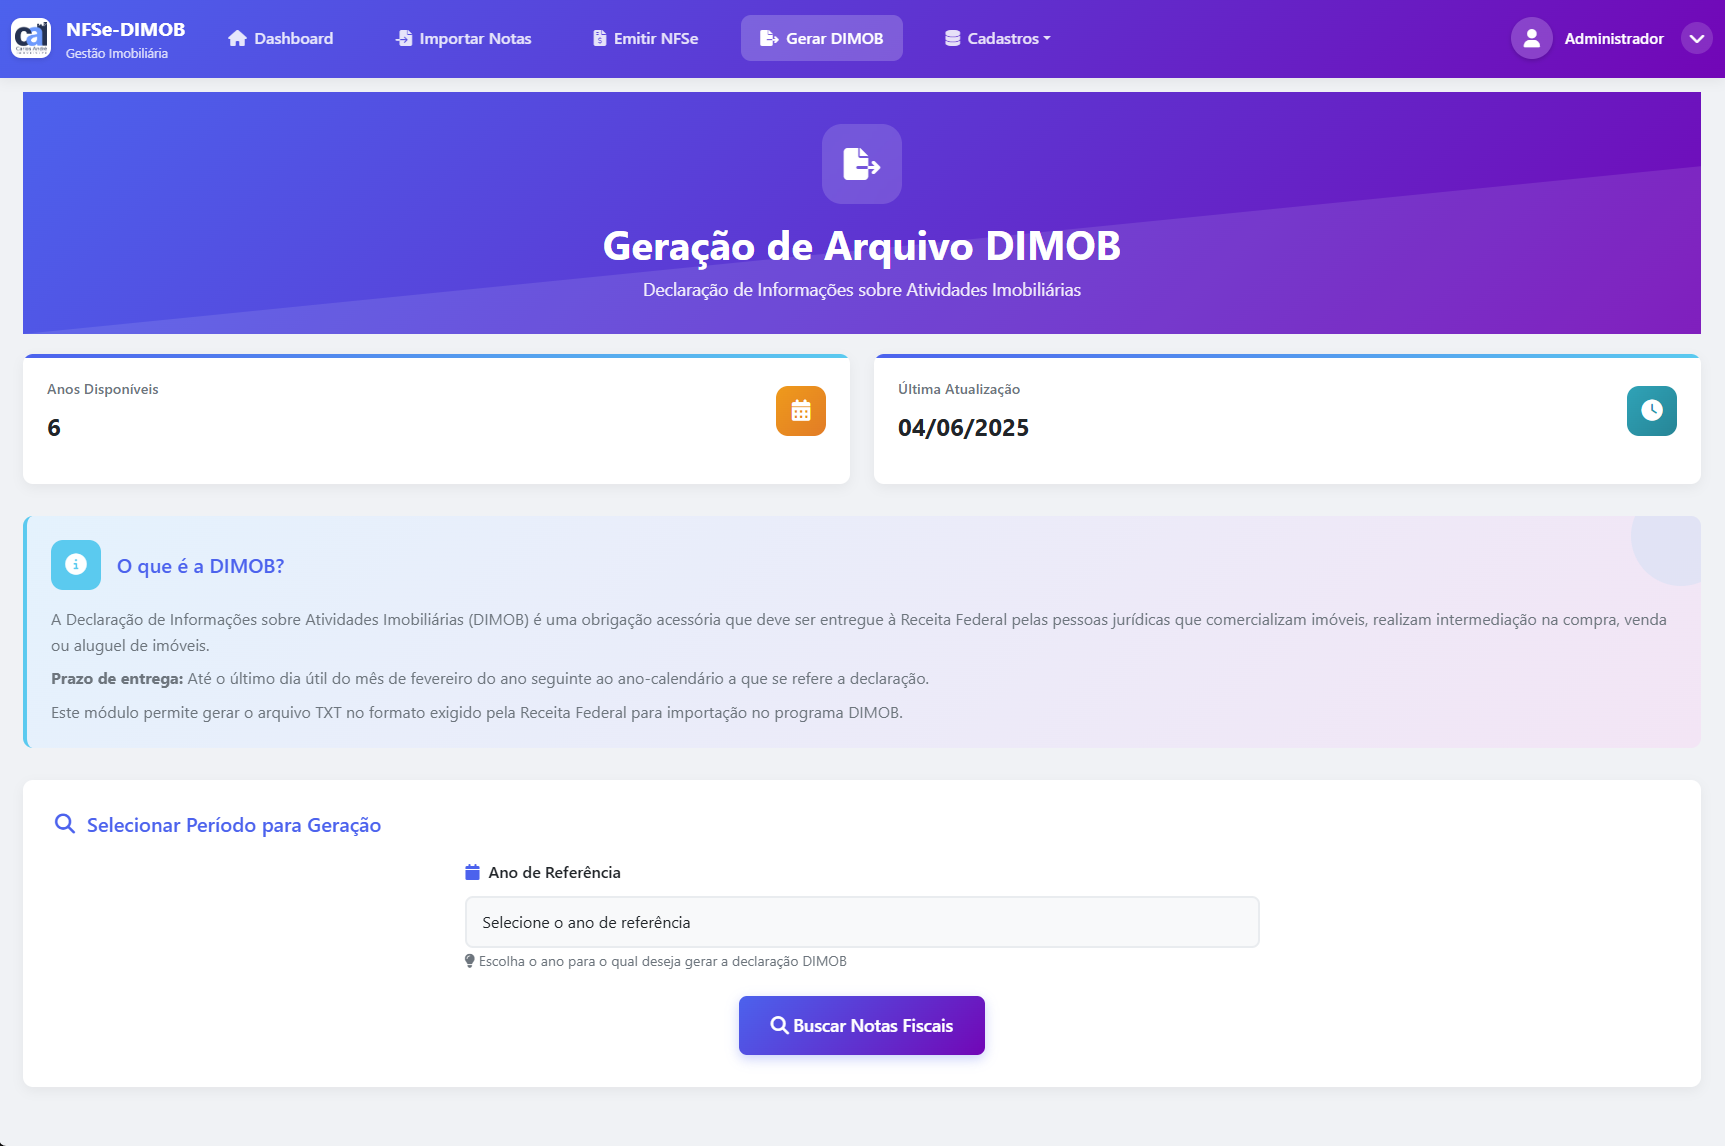 NFSe-DIMOB
Gestão Imobiliária
Dashboard
Importar Notas
Emitir NFSe
Gerar DIMOB
Cadastros
Administrador
Geração de Arquivo DIMOB
Declaração de Informações sobre Atividades Imobiliárias
Anos Disponíveis
6
Última Atualização
04/06/2025
O que é a DIMOB?
A Declaração de Informações sobre Atividades Imobiliárias (DIMOB) é uma obrigação acessória que deve ser entregue à Receita Federal pelas pessoas jurídicas que comercializam imóveis, realizam intermediação na compra, venda
ou aluguel de imóveis.
Prazo de entrega: Até o último dia útil do mês de fevereiro do ano seguinte ao ano-calendário a que se refere a declaração.
Este módulo permite gerar o arquivo TXT no formato exigido pela Receita Federal para importação no programa DIMOB.
Selecionar Período para Geração
Ano de Referência
Selecione o ano de referência
Escolha o ano para o qual deseja gerar a declaração DIMOB
Buscar Notas Fiscais